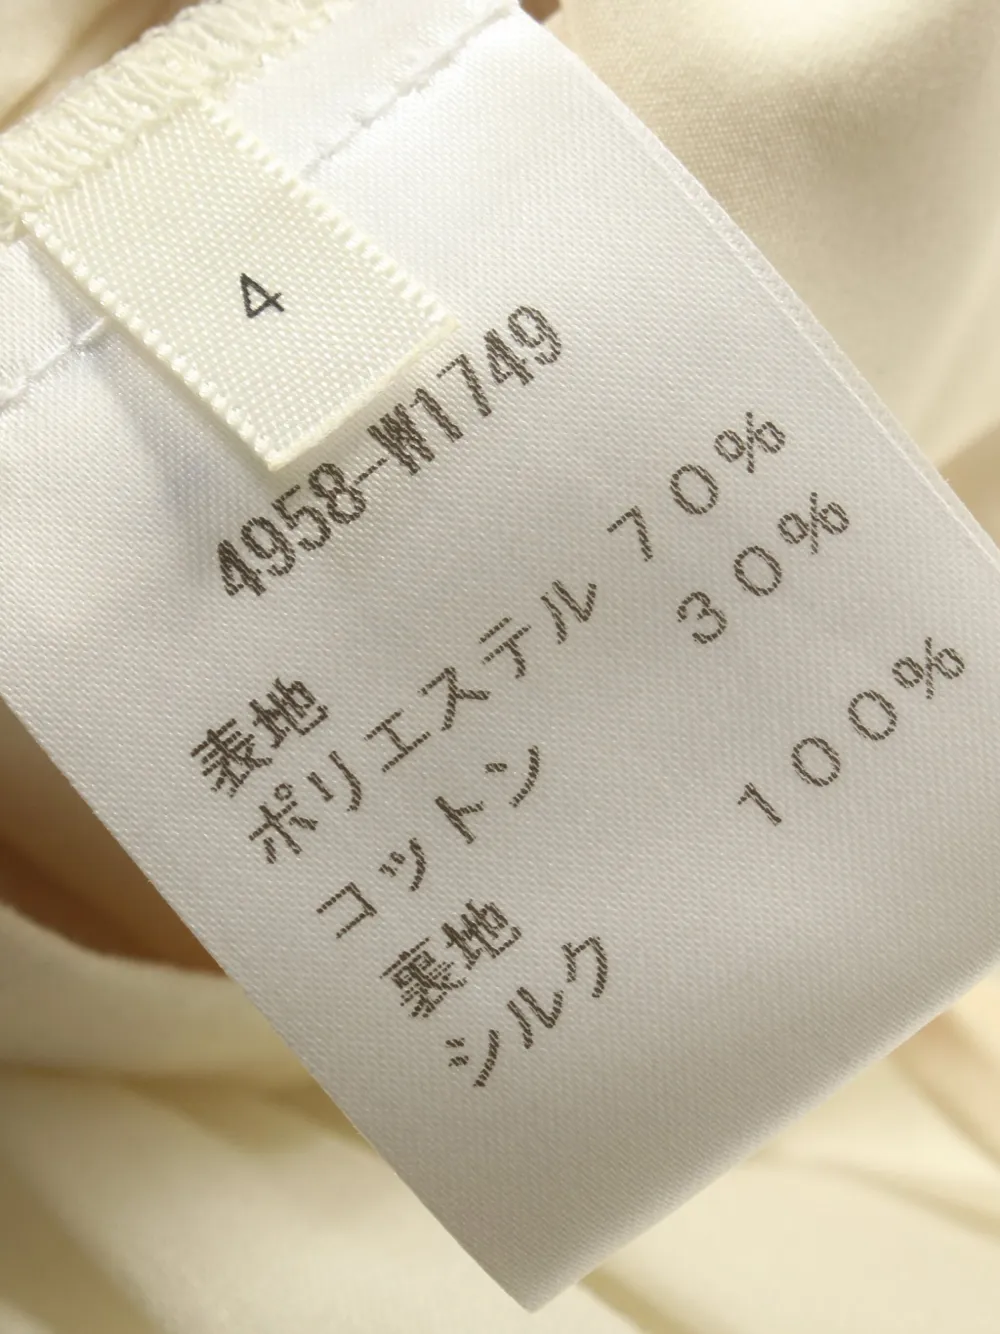 4
4958-W1749
表地
ポリエステル 70%
コットン 30%
裏地
シルク 100%